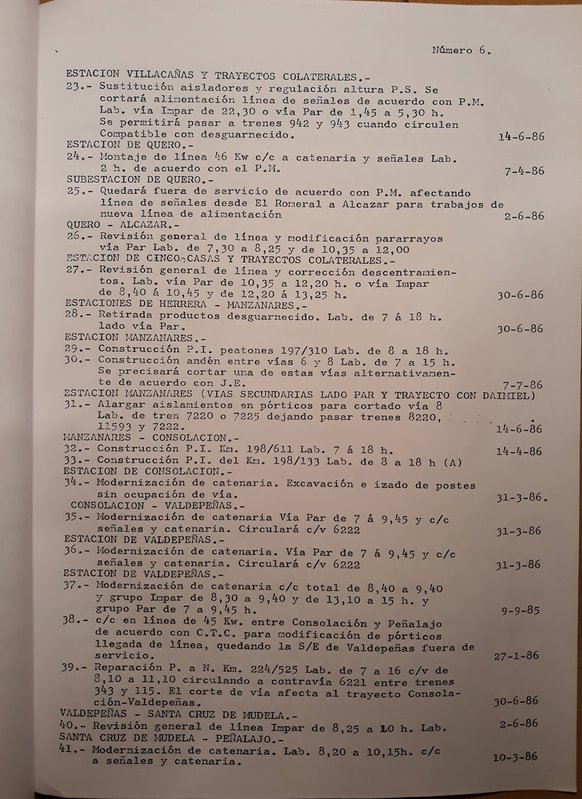 Número 6.
ESTACION VILLACAÑAS Y TRAYECTOS COLATERALES.-
23.- Sustitución aisladores y regulación altura P.S. Se
cortará alimentación línea de señales de acuerdo con P.M.
Lab. vía Impar de 22,30 o vía Par de 1,45 a 5,30 h.
Se permitirá pasar a trenes 942 y 943 cuando circulen
Compatible con desguarnecido. 14-6-86
ESTACION DE QUERO.-
24.- Montaje de línea 46 Kw c/c a catenaria y señales Lab.
2 h. de acuerdo con el P.M. 7-4-86
SUBESTACION DE QUERO.-
25.- Quedará fuera de servicio de acuerdo con P.M. afectando
línea de señales desde El Romeral a Alcazar para trabajos de
nueva línea de alimentación 2-6-86
QUERO - ALCAZAR.-
26.- Revisión general de línea y modificación pararrayos
vía Par Lab. de 7,30 a 8,25 y de 10,35 a 12,00
ESTACION DE CINCO-CASAS Y TRAYECTOS COLATERALES.-
27.- Revisión general de línea y corrección descentramien-
tos. Lab. vía Par de 10,35 a 12,20 h. o vía Impar
de 8,40 á 10,45 y de 12,20 á 13,25 h. 30-6-86
ESTACIONES DE HERRERA - MANZANARES.-
28.- Retirada productos desguarnecido. Lab. de 7 á 18 h.
lado vía Par. 30-6-86
ESTACION MANZANARES.-
29.- Construcción P.I. peatones 197/310 Lab. de 8 a 18 h.
30.- Construcción andén entre vías 6 y 8 Lab. de 7 a 15 h.
Se precisará cortar una de estas vías alternativamen-
te de acuerdo con J.E. 7-7-86
ESTACION MANZANARES (VIAS SECUNDARIAS LADO PAR Y TRAYECTO CON DAIMIEL)
31.- Alargar aislamientos en pórticos para cortado vía 8
Lab. de tren 7220 o 7225 dejando pasar trenes 8220,
11593 y 7222. 14-6-86
MANZANARES - CONSOLACION.-
32.- Construcción P.I. Km. 198/611 Lab. 7 á 18 h. 14-4-86
33.- Construcción P.I. del Km. 198/133 Lab. de 8 a 18 h (A)
ESTACION DE CONSOLACION.-
34.- Modernización de catenaria. Excavación e izado de postes
sin ocupación de vía. 31-3-86.
CONSOLACION - VALDEPEÑAS.-
35.- Modernización de catenaria Vía Par de 7 á 9,45 y c/c
señales y catenaria. Circulará c/v 6222 31-3-86
ESTACION DE VALDEPEÑAS.-
36.- Modernización de catenaria. Vía Par de 7 á 9,45 y c/c
señales y catenaria. Circulará c/v 6222 31-3-86
ESTACION DE VALDEPEÑAS.-
37.- Modernización de catenaria c/c total de 8,40 a 9,40
y grupo Impar de 8,30 a 9,40 y de 13,10 a 15 h. y
grupo Par de 7 a 9,45 h. 9-9-85
38.- c/c en línea de 45 Kw. entre Consolación y Peñalajo
de acuerdo con C.T.C. para modificación de pórticos
llegada de línea, quedando la S/E de Valdepeñas fuera de
servicio. 27-1-86
39.- Reparación P. a N. Km. 224/525 Lab. de 7 a 16 c/v de
8,10 a 11,10 circulando a contravía 6221 entre trenes
343 y 115. El corte de vía afecta al trayecto Consola-
ción-Valdepeñas. 30-6-86
VALDEPEÑAS - SANTA CRUZ DE MUDELA.-
40.- Revisión general de línea Impar de 8,25 a 10 h. Lab. 2-6-86
SANTA CRUZ DE MUDELA - PEÑALAJO.-
41.- Modernización de catenaria. Lab. 8,20 a 10,15h. c/c
a señales y catenaria. 10-3-86